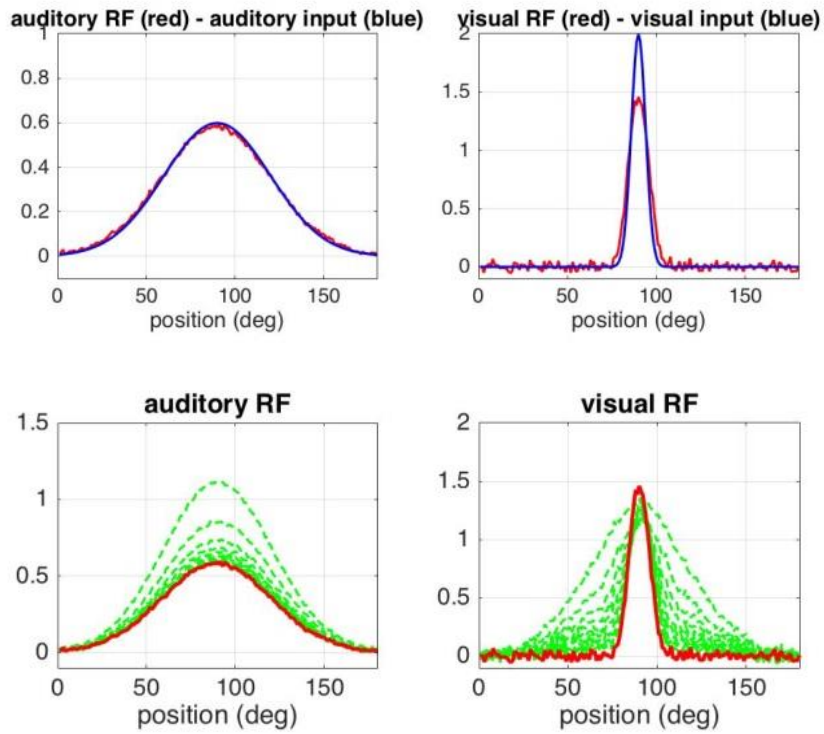 auditory RF (red) - auditory input (blue)
1
0.8
0.6
0.4
0.2
0
0 50 100 150
position (deg)
visual RF (red) - visual input (blue)
2
1.5
1
0.5
0
0 50 100 150
position (deg)
auditory RF
1.5
1
0.5
0
0 50 100 150
position (deg)
visual RF
2
1.5
1
0.5
0
0 50 100 150
position (deg)